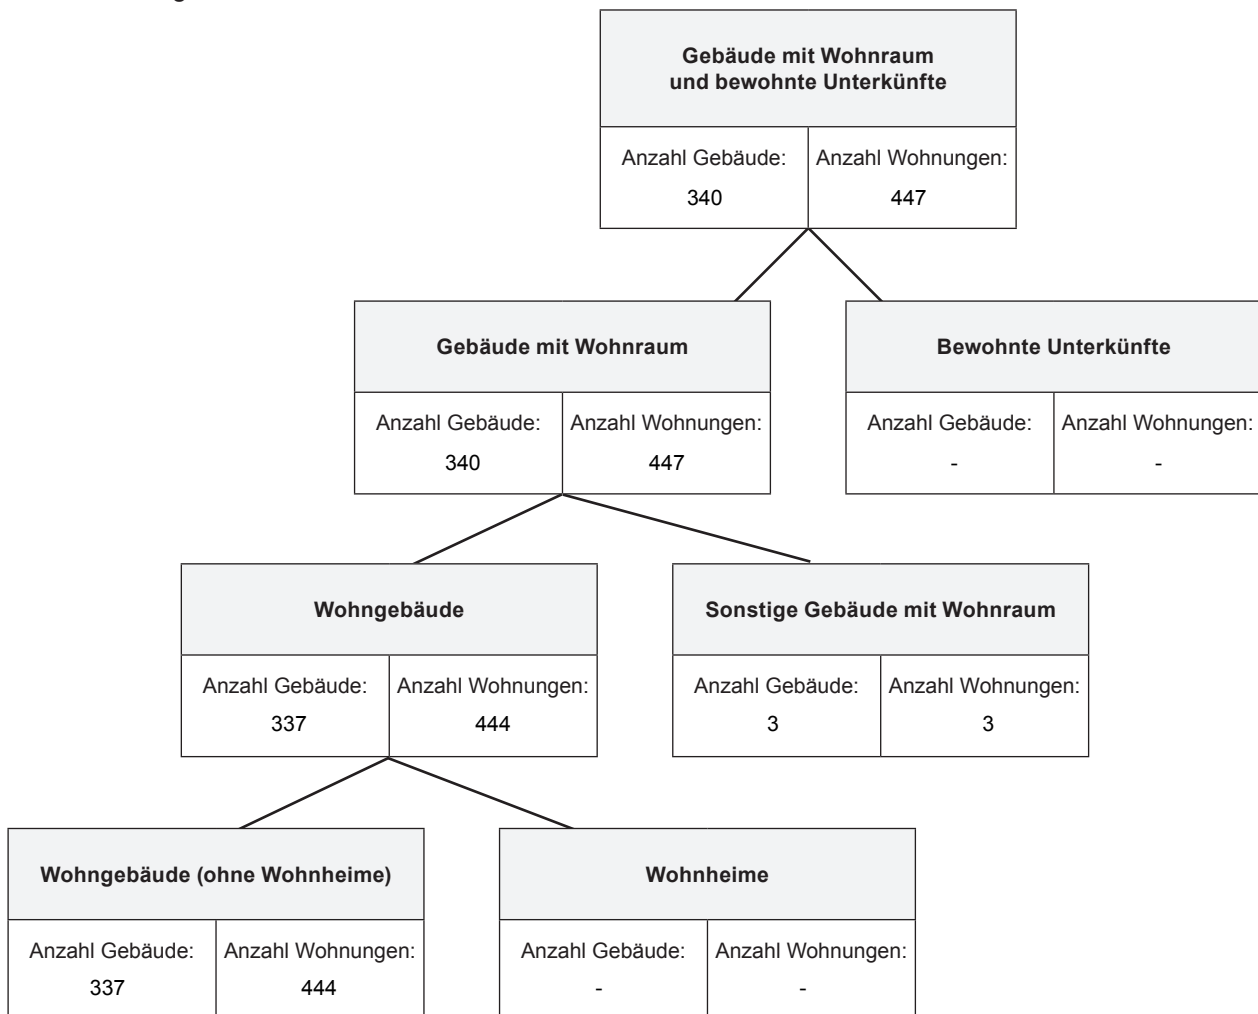 Gebäude mit Wohnraum
und bewohnte Unterkünfte
Anzahl Gebäude: Anzahl Wohnungen:
340 447
Gebäude mit Wohnraum
Anzahl Gebäude: Anzahl Wohnungen:
340 447
Bewohnte Unterkünfte
Anzahl Gebäude: Anzahl Wohnungen:
- -
Wohngebäude
Anzahl Gebäude: Anzahl Wohnungen:
337 444
Sonstige Gebäude mit Wohnraum
Anzahl Gebäude: Anzahl Wohnungen:
3 3
Wohngebäude (ohne Wohnheime)
Anzahl Gebäude: Anzahl Wohnungen:
337 444
Wohnheime
Anzahl Gebäude: Anzahl Wohnungen:
- -